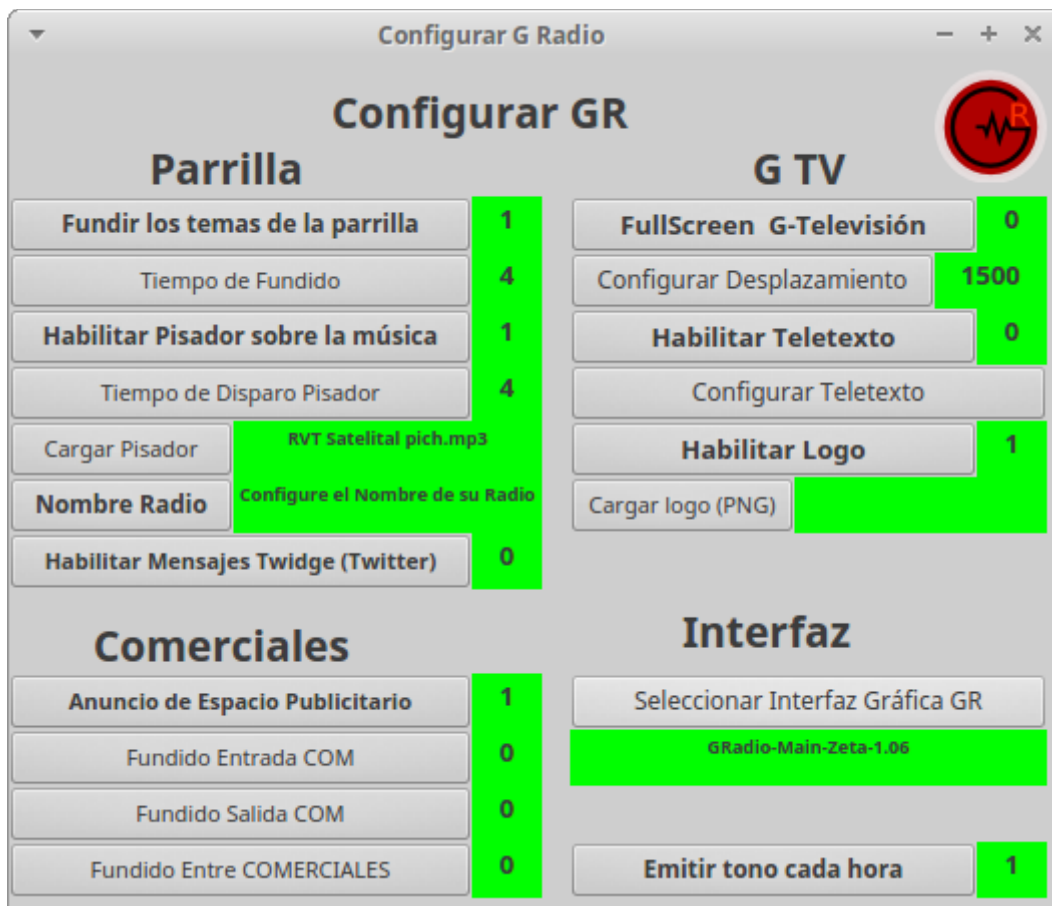 Configurar G Radio
Configurar GR
R
Parrilla
Fundir los temas de la parrilla 1
Tiempo de Fundido 4
Habilitar Pisador sobre la música 1
Tiempo de Disparo Pisador 4
Cargar Pisador RVT Satelital pich.mp3
Nombre Radio Configure el Nombre de su Radio
Habilitar Mensajes Twidge (Twitter) 0
G TV
FullScreen G-Televisión 0
Configurar Desplazamiento 1500
Habilitar Teletexto 0
Configurar Teletexto
Habilitar Logo 1
Cargar logo (PNG)
Comerciales
Anuncio de Espacio Publicitario 1
Fundido Entrada COM 0
Fundido Salida COM 0
Fundido Entre COMERCIALES 0
Interfaz
Seleccionar Interfaz Gráfica GR
GRadio-Main-Zeta-1.06
Emitir tono cada hora 1